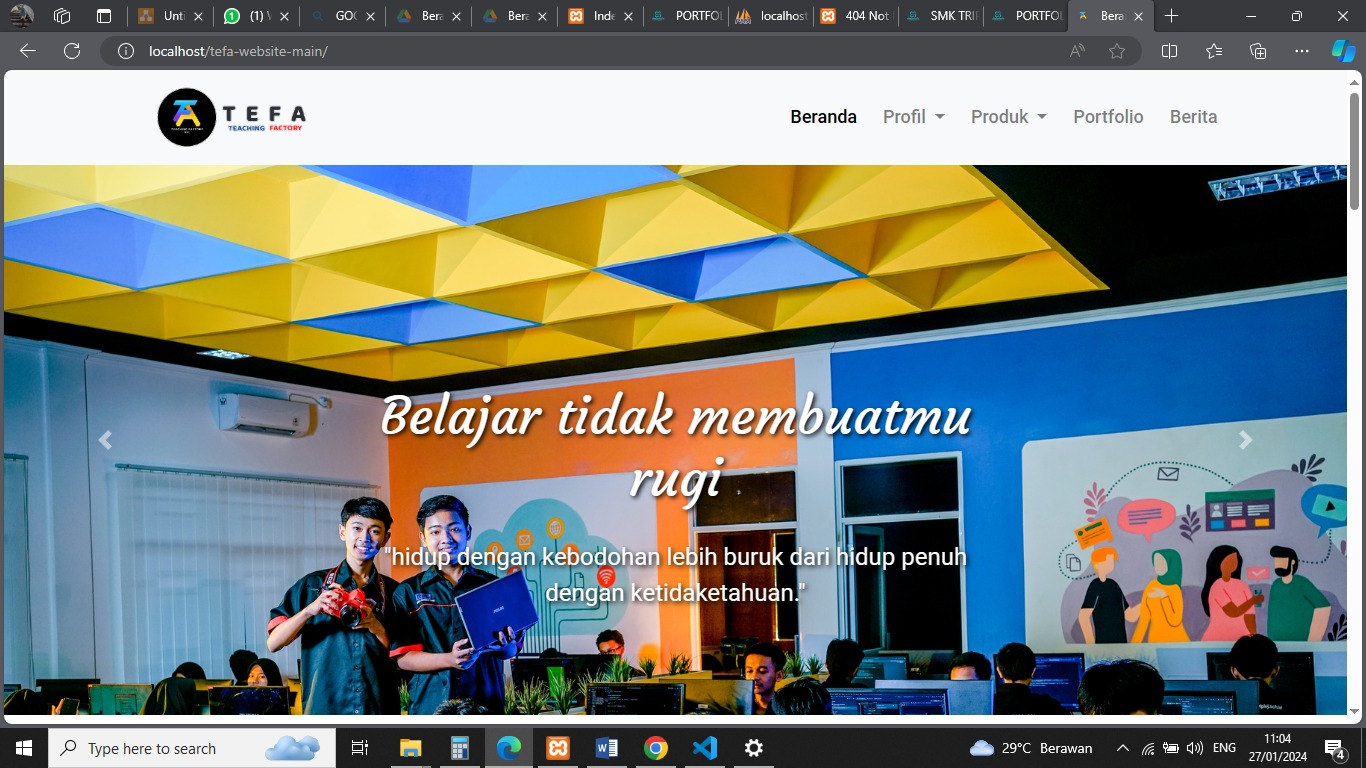 Unti
(1) V
GOO
Bera
Bera
Inde
PORTFOL
localhost
404 Not
SMK TRI
PORTFOL
Bera
localhost/tefa-website-main/
TEFA
TEACHING FACTORY
Beranda Profil Produk Portfolio Berita
Belajar tidak membuatmu
rugi
"hidup dengan kebodohan lebih buruk dari hidup penuh
dengan ketidaketahuan."
ASUS
Type here to search
29°C Berawan
ENG
11:04
27/01/2024
4